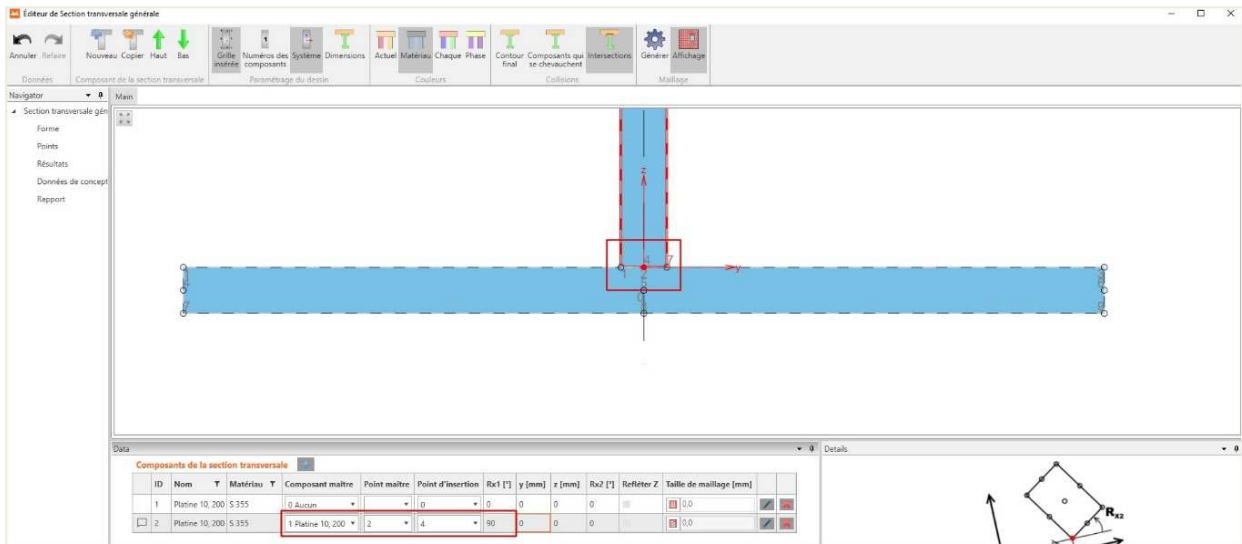 Éditeur de Section transversale générale
Annuler Refaire Nouveau Copier Haut Bas Grille insérée Numéros des composants Système Dimensions Actuel Matériau Chaque Phase Contour final Composants qui se chevauchent Intersections Générer Affichage
Données Composant de la section transversale Paramétrage du dessin Couleurs Collisions Maillage
Navigator Main
Section transversale gén
Forme
Points
Résultats
Données de concept
Rapport
z
4 7
y
Data Details
Composants de la section transversale
ID Nom Matériau Composant maître Point maître Point d'insertion Rx1 [°] y [mm] z [mm] Rx2 [°] Refléter Z Taille de maillage [mm]
1 Platine 10, 200 S 355 0 Aucun 0 0 0 0 0 0,0
2 Platine 10, 200 S 355 1 Platine 10, 200 2 4 90 0 0 0 0,0
Rx2